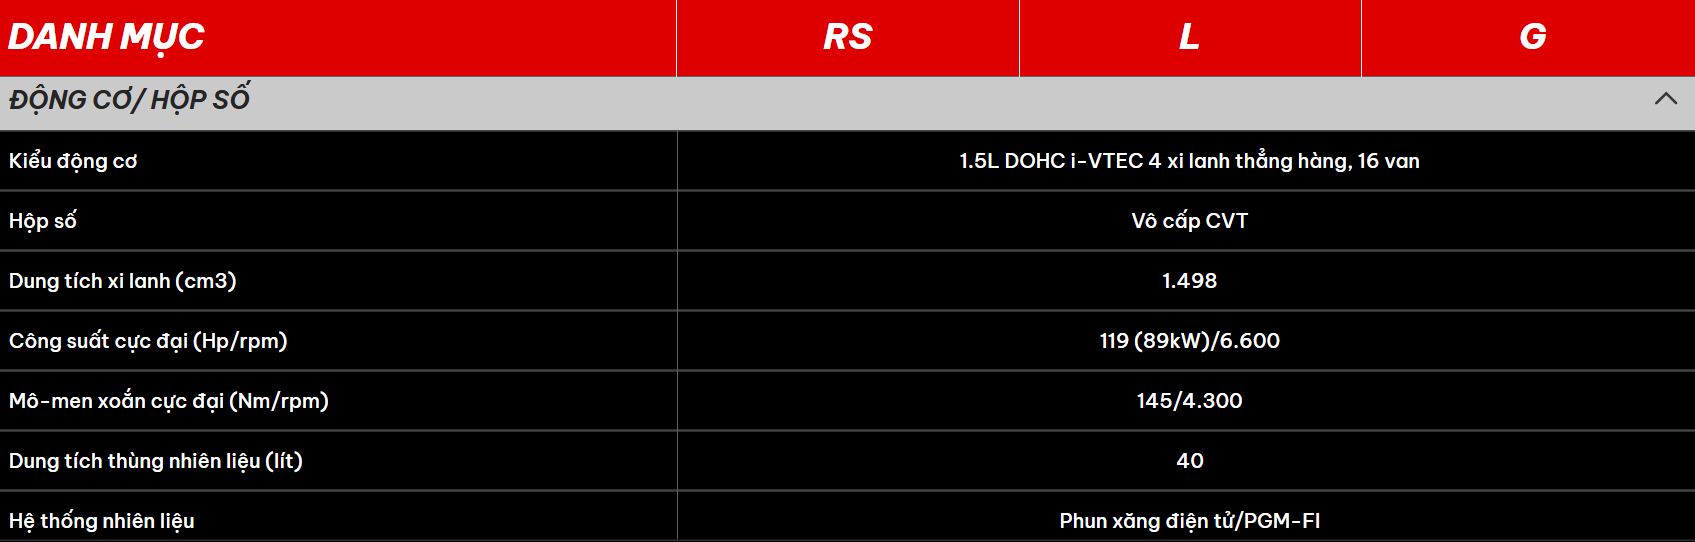 DANH MỤC RS L G
ĐỘNG CƠ/ HỘP SỐ
Kiểu động cơ 1.5L DOHC i-VTEC 4 xi lanh thẳng hàng, 16 van
Hộp số Vô cấp CVT
Dung tích xi lanh (cm3) 1.498
Công suất cực đại (Hp/rpm) 119 (89kW)/6.600
Mô-men xoắn cực đại (Nm/rpm) 145/4.300
Dung tích thùng nhiên liệu (lít) 40
Hệ thống nhiên liệu Phun xăng điện tử/PGM-FI